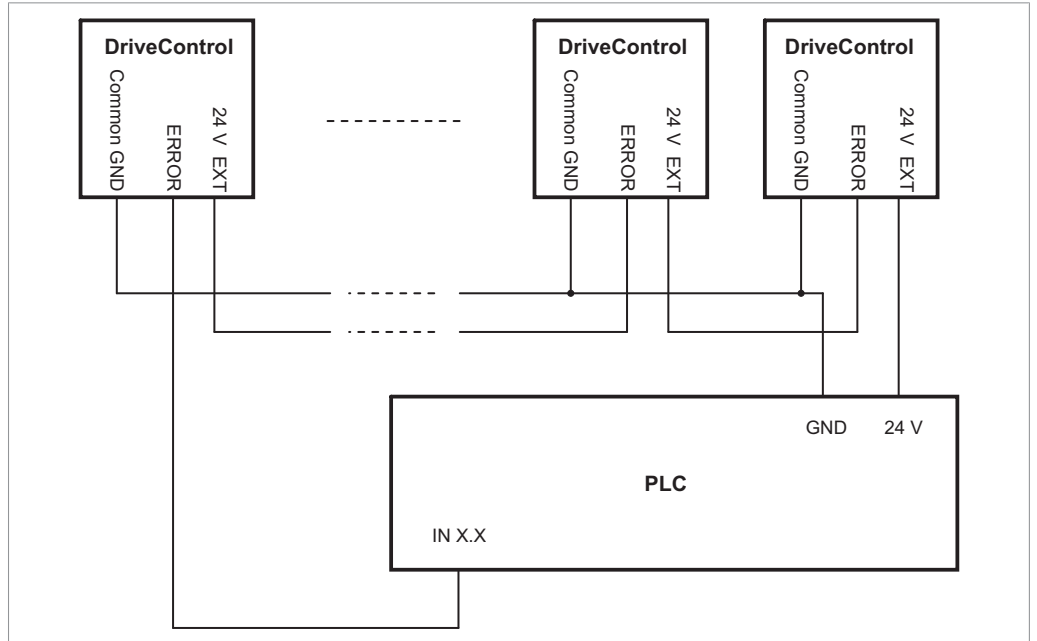 DriveControl
Common GND
ERROR
24 V EXT
DriveControl
Common GND
ERROR
24 V EXT
DriveControl
Common GND
ERROR
24 V EXT
GND
24 V
PLC
IN X.X